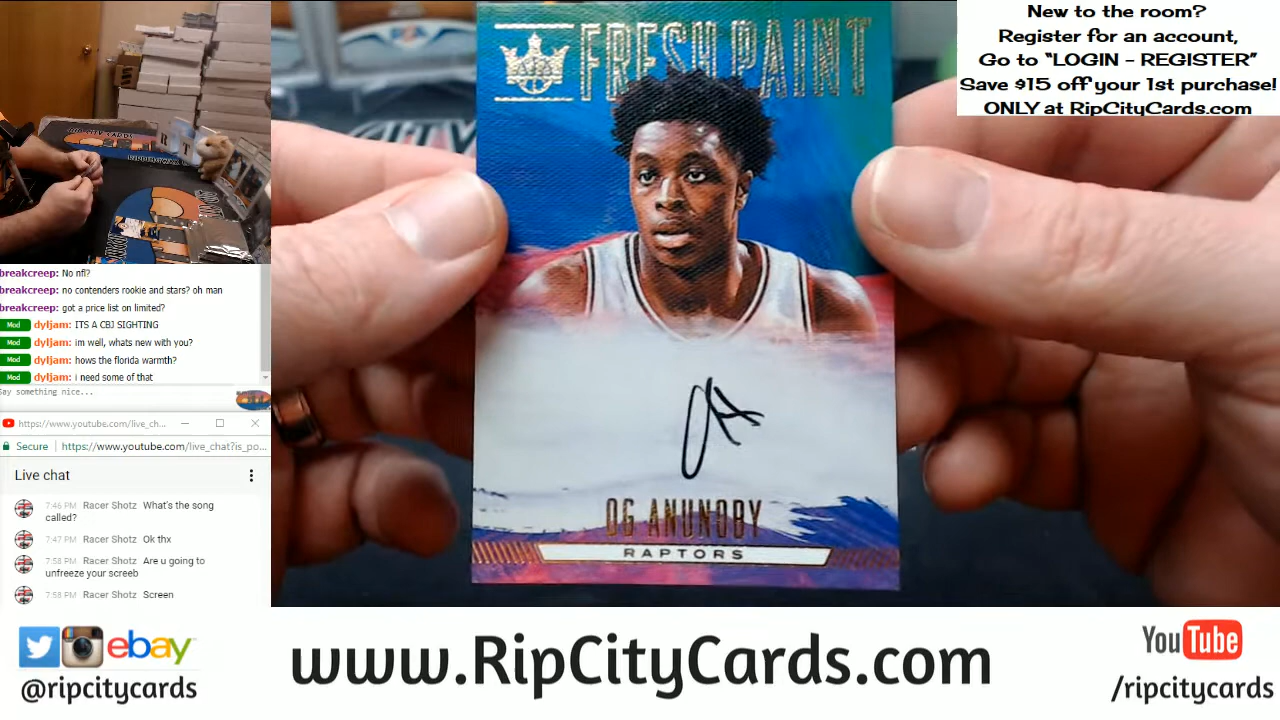 New to the room?
Register for an account,
Go to “LOGIN - REGISTER”
Save $15 off your 1st purchase!
ONLY at RipCityCards.com
FRESH PAINT
OG ANUNOBY
RAPTORS
breakcreep: No nfl?
breakcreep: no contenders rookie and stars? oh man
breakcreep: got a price list on limited?
Mod dyljam: ITS A CBJ SIGHTING
Mod dyljam: im well, whats new with you?
Mod dyljam: hows the florida warmth?
Mod dyljam: i need some of that
Say something nice...
https://www.youtube.com/live_ch...
Secure https://www.youtube.com/live_chat?is_po...
Live chat
7:46 PM Racer Shotz What's the song
called?
7:47 PM Racer Shotz Ok thx
7:58 PM Racer Shotz Are u going to
unfreeze your screeb
7:58 PM Racer Shotz Screen
ebay
@ripcitycards
www.RipCityCards.com
YouTube
/ripcitycards